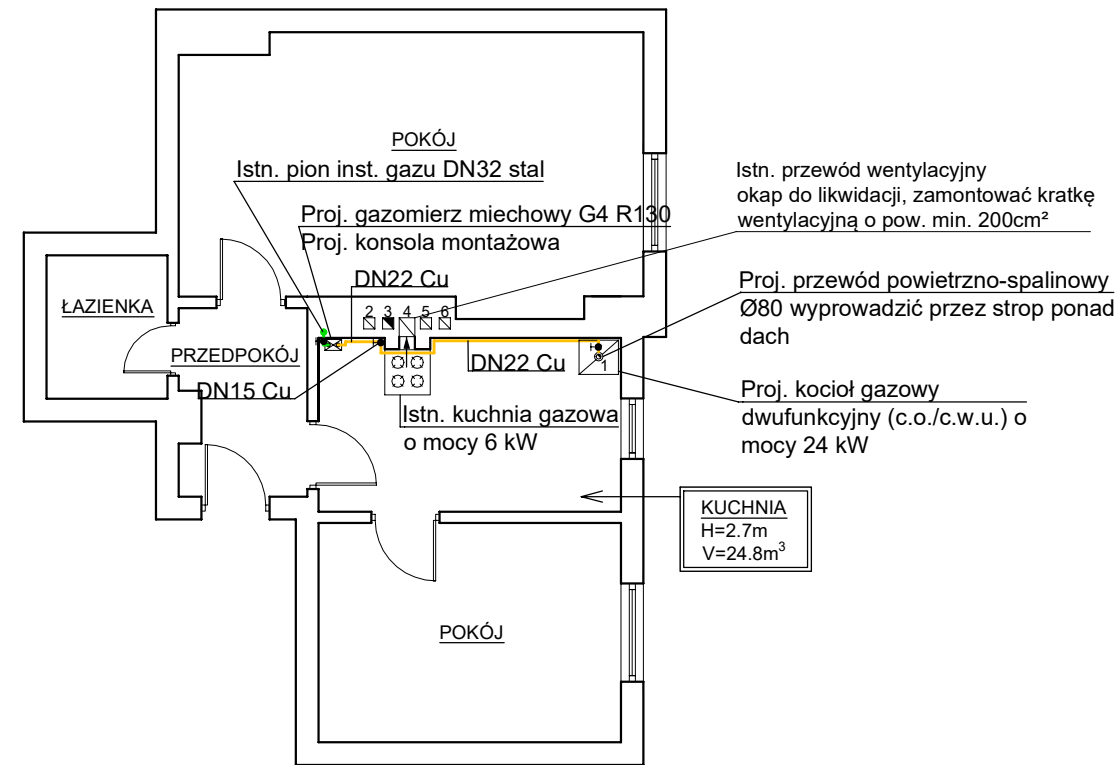 POKÓJ
Istn. pion inst. gazu DN32 stal
Proj. gazomierz miechowy G4 R130
Proj. konsola montażowa
DN22 Cu
Istn. przewód wentylacyjny
okap do likwidacji, zamontować kratkę
wentylacyjną o pow. min. 200cm²
Proj. przewód powietrzno-spalinowy
Ø80 wyprowadzić przez strop ponad
dach
ŁAZIENKA
2 3 4 5 6
PRZEDPOKÓJ
DN15 Cu
DN22 Cu
1
Istn. kuchnia gazowa
o mocy 6 kW
Proj. kocioł gazowy
dwufunkcyjny (c.o./c.w.u.) o
mocy 24 kW
KUCHNIA
H=2.7m
V=24.8m³
POKÓJ